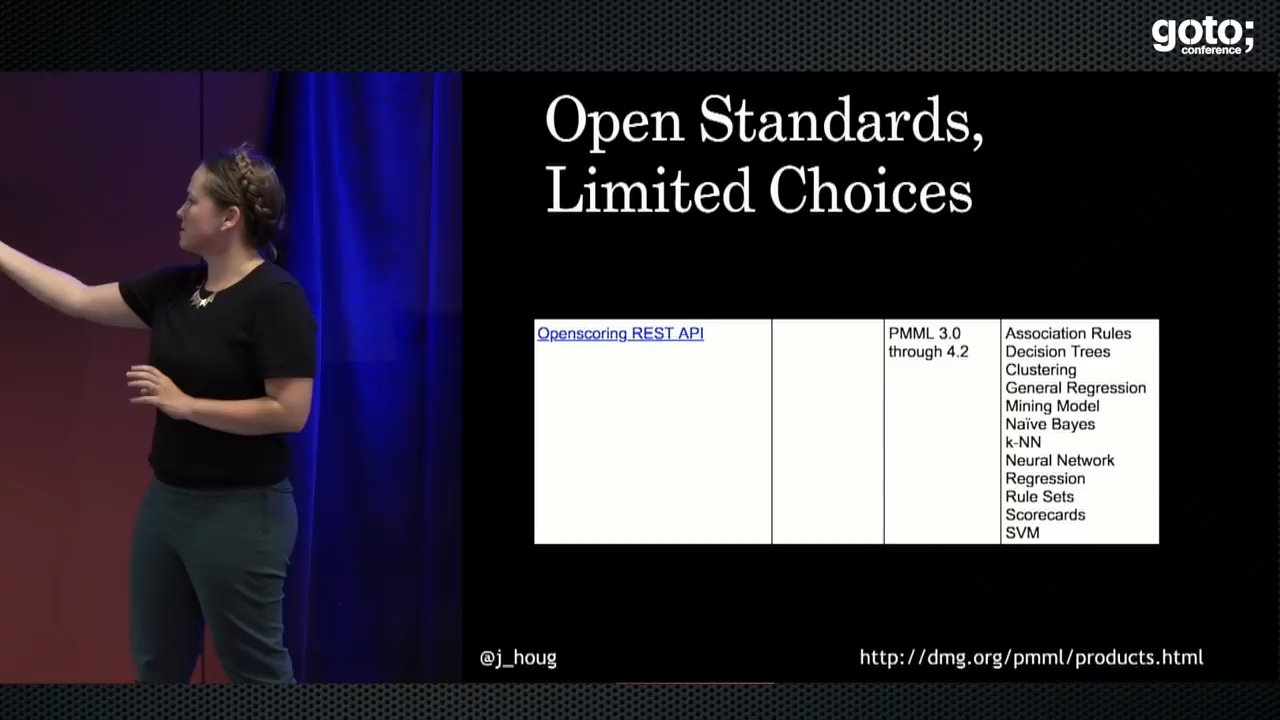 goto;
conference
Open Standards,
Limited Choices
Openscoring REST API
PMML 3.0
through 4.2
Association Rules
Decision Trees
Clustering
General Regression
Mining Model
Naïve Bayes
k-NN
Neural Network
Regression
Rule Sets
Scorecards
SVM
@j_houg
http://dmg.org/pmml/products.html